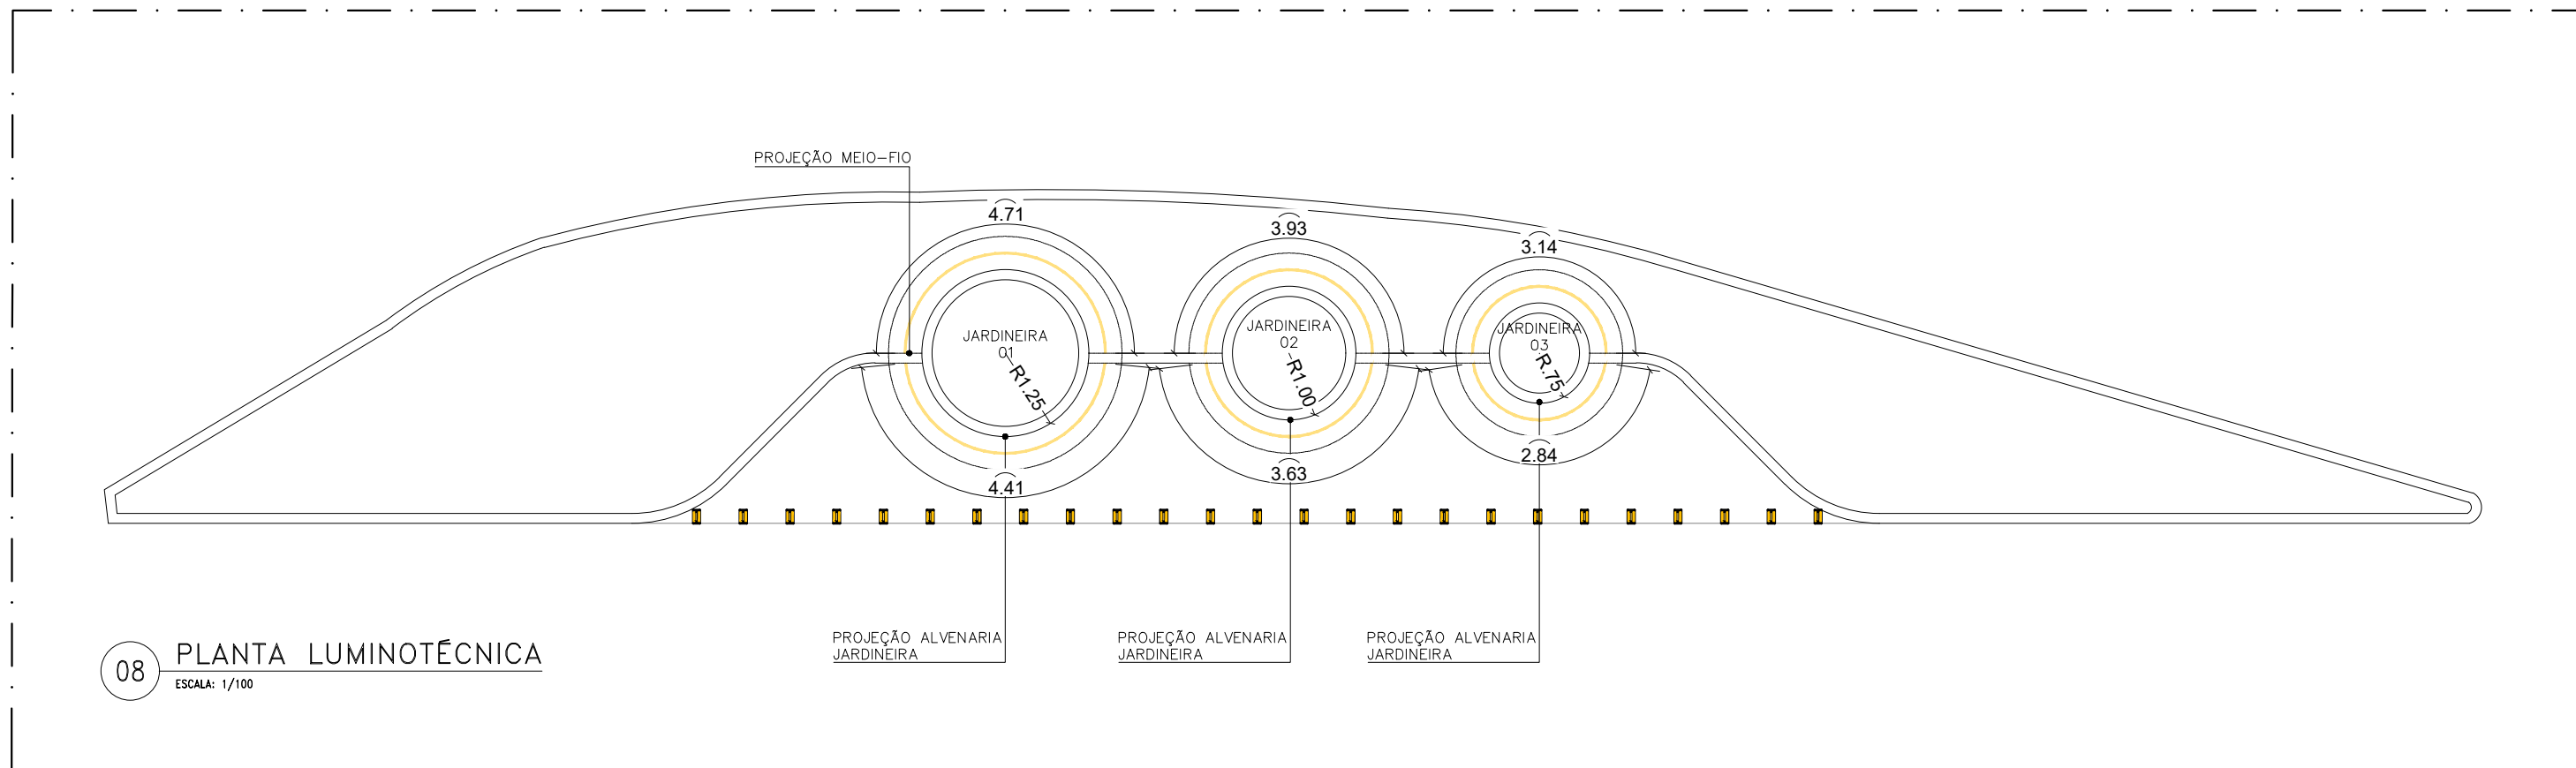 PROJEÇÃO MEIO-FIO
4.71
3.93
3.14
JARDINEIRA
01
R1.25
JARDINEIRA
02
R1.00
JARDINEIRA
03
R.75
4.41
3.63
2.84
PROJEÇÃO ALVENARIA
JARDINEIRA
PROJEÇÃO ALVENARIA
JARDINEIRA
PROJEÇÃO ALVENARIA
JARDINEIRA
08
PLANTA LUMINOTÉCNICA
ESCALA: 1/100